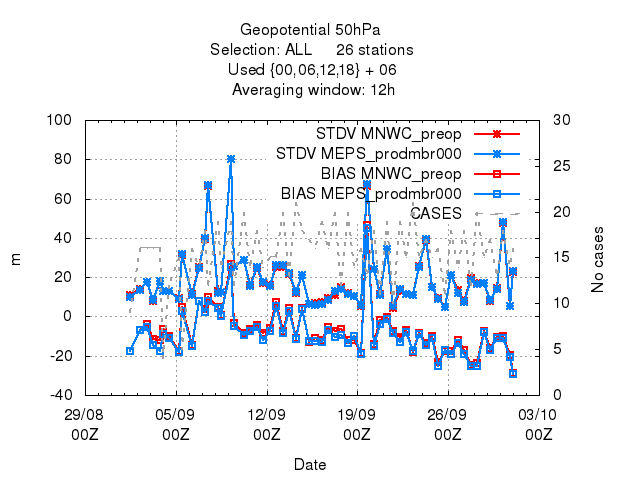 Geopotential 50hPa
Selection: ALL 26 stations
Used {00,06,12,18} + 06
Averaging window: 12h
100 30
STDV MNWC_preop
STDV MEPS_prodmbr000
80 25
BIAS MNWC_preop
60
BIAS MEPS_prodmbr000
CASES
20
40
15
m
No cases
20
10
0
5
-20
-40 0
29/08 05/09 12/09 19/09 26/09 03/10
00Z 00Z 00Z 00Z 00Z 00Z
Date